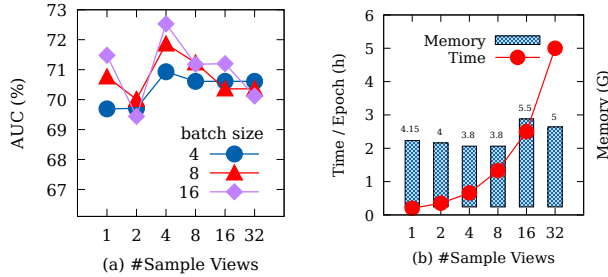 AUC (%)
73
72
71
70
69
68
67
batch size
4
8
16
1 2 4 8 16 32
(a) #Sample Views
Time / Epoch (h)
6
5
4
3
2
1
0
Memory
Time
4.15 4 3.8 3.8 5.5 5
Memory (G)
1 2 4 8 16 32
(b) #Sample Views